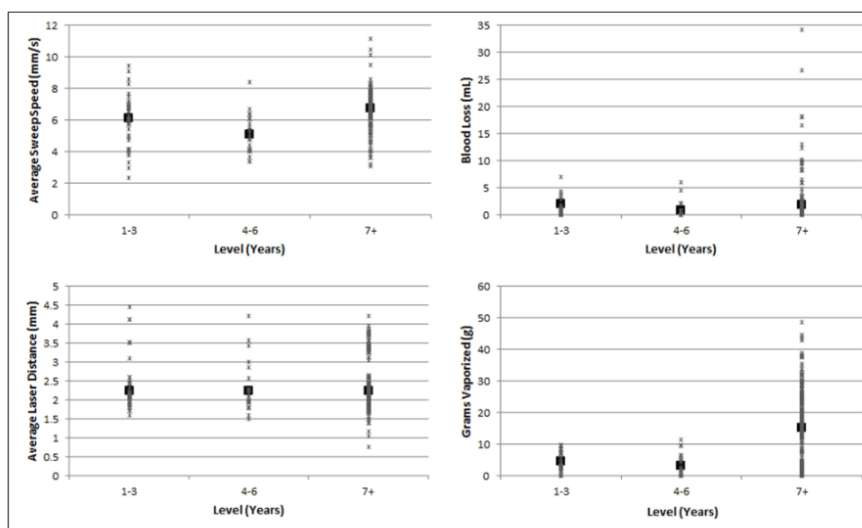 Average Sweep Speed (mm/s)
12
10
8
6
4
2
0
1-3 4-6 7+
Level (Years)
Blood Loss (mL)
35
30
25
20
15
10
5
0
1-3 4-6 7+
Level (Years)
Average Laser Distance (mm)
5
4.5
4
3.5
3
2.5
2
1.5
1
0.5
0
1-3 4-6 7+
Level (Years)
Grams Vaporized (g)
60
50
40
30
20
10
0
1-3 4-6 7+
Level (Years)